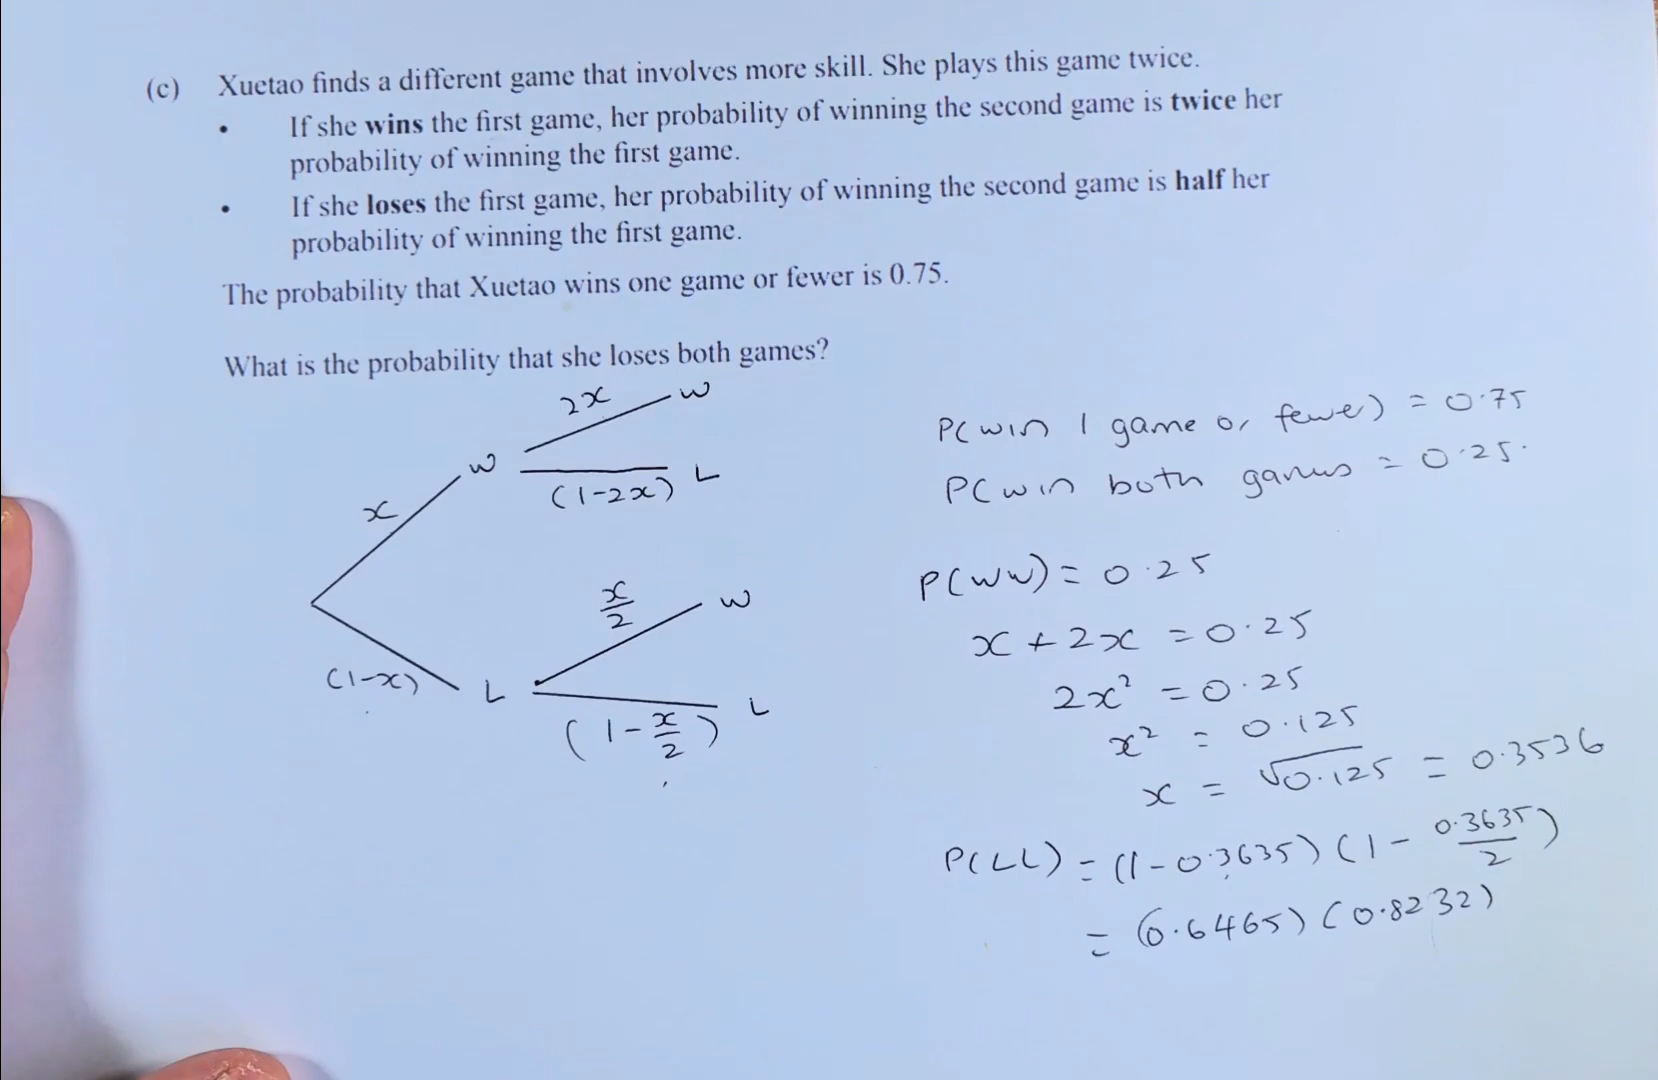 (c) Xuetao finds a different game that involves more skill. She plays this game twice.
• If she wins the first game, her probability of winning the second game is twice her
probability of winning the first game.
• If she loses the first game, her probability of winning the second game is half her
probability of winning the first game.
The probability that Xuetao wins one game or fewer is 0.75.
What is the probability that she loses both games?
2x W
W
x
(1-2x) L
x/2 W
(1-x) L
(1-x/2) L
P(win 1 game or fewe) = 0.75
P(win both games = 0.25.
P(WW) = 0.25
x + 2x = 0.25
2x² = 0.25
x² = 0.125
x = √0.125 = 0.3536
P(LL) = (1-0.3635)(1-0.3635/2)
= (0.6465)(0.8232)